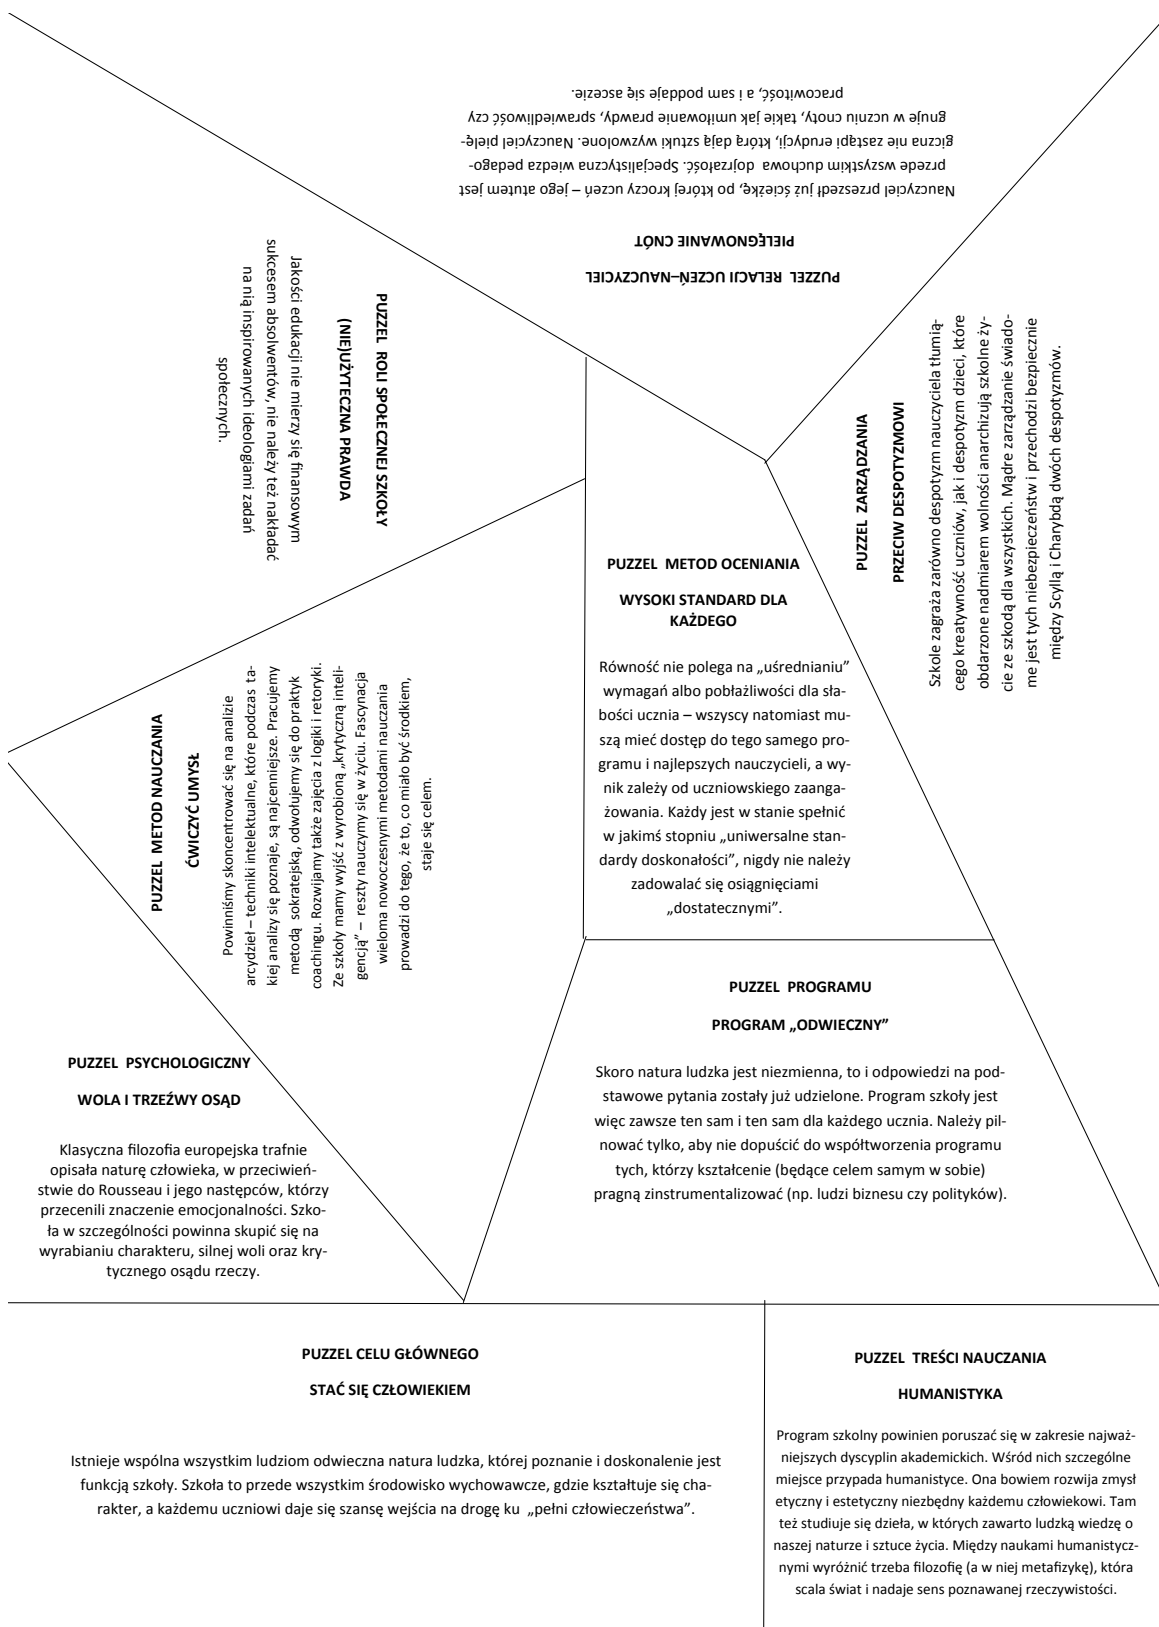 PUZZEL RELACJI UCZEŃ–NAUCZYCIEL
PIELĘGNOWANIE CNÓT
Nauczyciel przeszedł już ścieżkę, po której kroczy uczeń – jego atutem jest
przede wszystkim duchowa dojrzałość. Specjalistyczna wiedza pedago-
giczna nie zastąpi erudycji, którą dają sztuki wyzwolone. Nauczyciel pielę-
gnuje w uczniu cnoty, takie jak umiłowanie prawdy, sprawiedliwość czy
pracowitość, a i sam poddaje się ascezie.
PUZZEL ROLI SPOŁECZNEJ SZKOŁY
(NIE)UŻYTECZNA PRAWDA
Jakości edukacji nie mierzy się finansowym
sukcesem absolwentów, nie należy też nakładać
na nią inspirowanych ideologiami zadań
społecznych.
PUZZEL ZARZĄDZANIA
PRZECIW DESPOTYZMOWI
Szkole zagraża zarówno despotyzm nauczyciela tłumią-
cego kreatywność uczniów, jak i despotyzm dzieci, które
obdarzone nadmiarem wolności anarchizują szkolne ży-
cie ze szkodą dla wszystkich. Mądre zarządzanie świado-
me jest tych niebezpieczeństw i przechodzi bezpiecznie
między Scyllą i Charybdą dwóch despotyzmów.
PUZZEL METOD OCENIANIA
WYSOKI STANDARD DLA
KAŻDEGO
Równość nie polega na „uśrednianiu”
wymagań albo pobłażliwości dla sła-
bości ucznia – wszyscy natomiast mu-
szą mieć dostęp do tego samego pro-
gramu i najlepszych nauczycieli, a wy-
nik zależy od uczniowskiego zaanga-
żowania. Każdy jest w stanie spełnić
w jakimś stopniu „uniwersalne stan-
dardy doskonałości”, nigdy nie należy
zadowalać się osiągnięciami
„dostatecznymi”.
PUZZEL METOD NAUCZANIA
ĆWICZYĆ UMYSŁ
Powinniśmy skoncentrować się na analizie
arcydzieł – techniki intelektualne, które podczas ta-
kiej analizy się poznaje, są najcenniejsze. Pracujemy
metodą sokratejską, odwołujemy się do praktyk
coachingu. Rozwijamy także zajęcia z logiki i retoryki.
Ze szkoły mamy wyjść z wyrobioną „krytyczną inteli-
gencją” – reszty nauczymy się w życiu. Fascynacja
wieloma nowoczesnymi metodami nauczania
prowadzi do tego, że to, co miało być środkiem,
staje się celem.
PUZZEL PROGRAMU
PROGRAM „ODWIECZNY”
Skoro natura ludzka jest niezmienna, to i odpowiedzi na pod-
stawowe pytania zostały już udzielone. Program szkoły jest
więc zawsze ten sam i ten sam dla każdego ucznia. Należy pil-
nować tylko, aby nie dopuścić do współtworzenia programu
tych, którzy kształcenie (będące celem samym w sobie)
pragną zinstrumentalizować (np. ludzi biznesu czy polityków).
PUZZEL PSYCHOLOGICZNY
WOLA I TRZEŹWY OSĄD
Klasyczna filozofia europejska trafnie
opisała naturę człowieka, w przeciwień-
stwie do Rousseau i jego następców, którzy
przecenili znaczenie emocjonalności. Szko-
ła w szczególności powinna skupić się na
wyrabianiu charakteru, silnej woli oraz kry-
tycznego osądu rzeczy.
PUZZEL CELU GŁÓWNEGO
STAĆ SIĘ CZŁOWIEKIEM
Istnieje wspólna wszystkim ludziom odwieczna natura ludzka, której poznanie i doskonalenie jest
funkcją szkoły. Szkoła to przede wszystkim środowisko wychowawcze, gdzie kształtuje się cha-
rakter, a każdemu uczniowi daje się szansę wejścia na drogę ku „pełni człowieczeństwa”.
PUZZEL TREŚCI NAUCZANIA
HUMANISTYKA
Program szkolny powinien poruszać się w zakresie najważ-
niejszych dyscyplin akademickich. Wśród nich szczególne
miejsce przypada humanistyce. Ona bowiem rozwija zmysł
etyczny i estetyczny niezbędny każdemu człowiekowi. Tam
też studiuje się dzieła, w których zawarto ludzką wiedzę o
naszej naturze i sztuce życia. Między naukami humanistycz-
nymi wyróżnić trzeba filozofię (a w niej metafizykę), która
scala świat i nadaje sens poznawanej rzeczywistości.